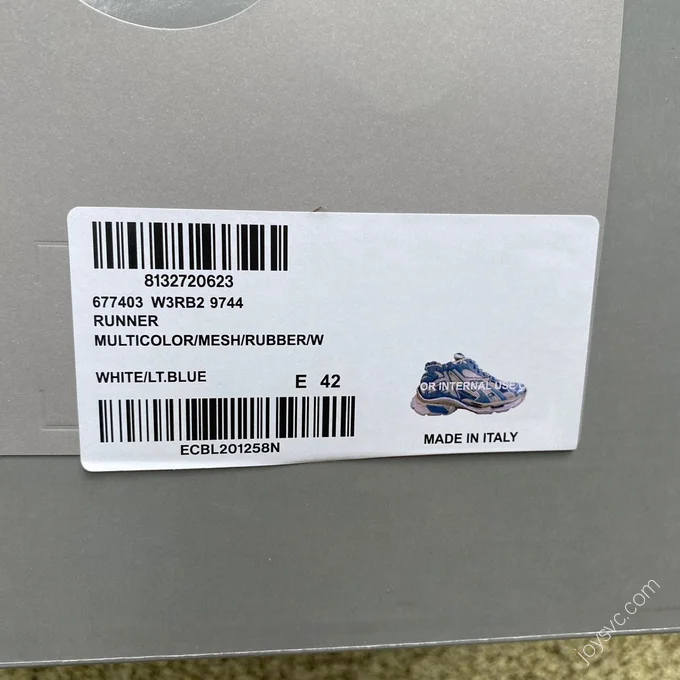 8132720623
677403 W3RB2 9744
RUNNER
MULTICOLOR/MESH/RUBBER/W
WHITE/LT.BLUE E 42
OR INTERNAL USE O
ECBL201258N
MADE IN ITALY
joysvc.com